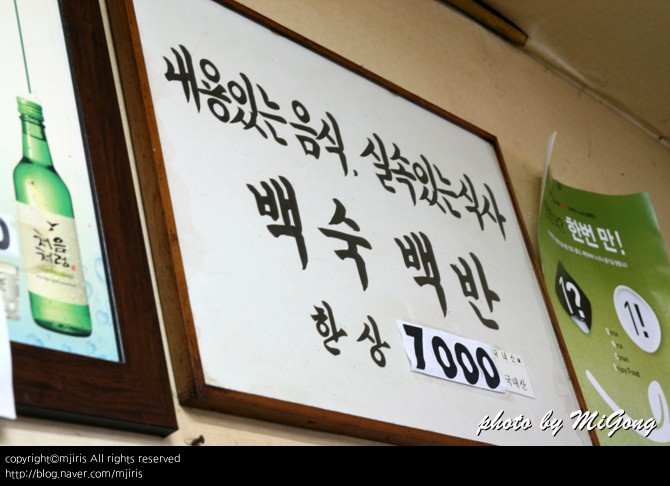 내용있는음식, 실속있는식사
백숙백반
한상 7000
국내산
처음
처럼
한번 만!
1?
1!
photo by MiGong
copyright©mjiris All rights reserved
http://blog.naver.com/mjiris